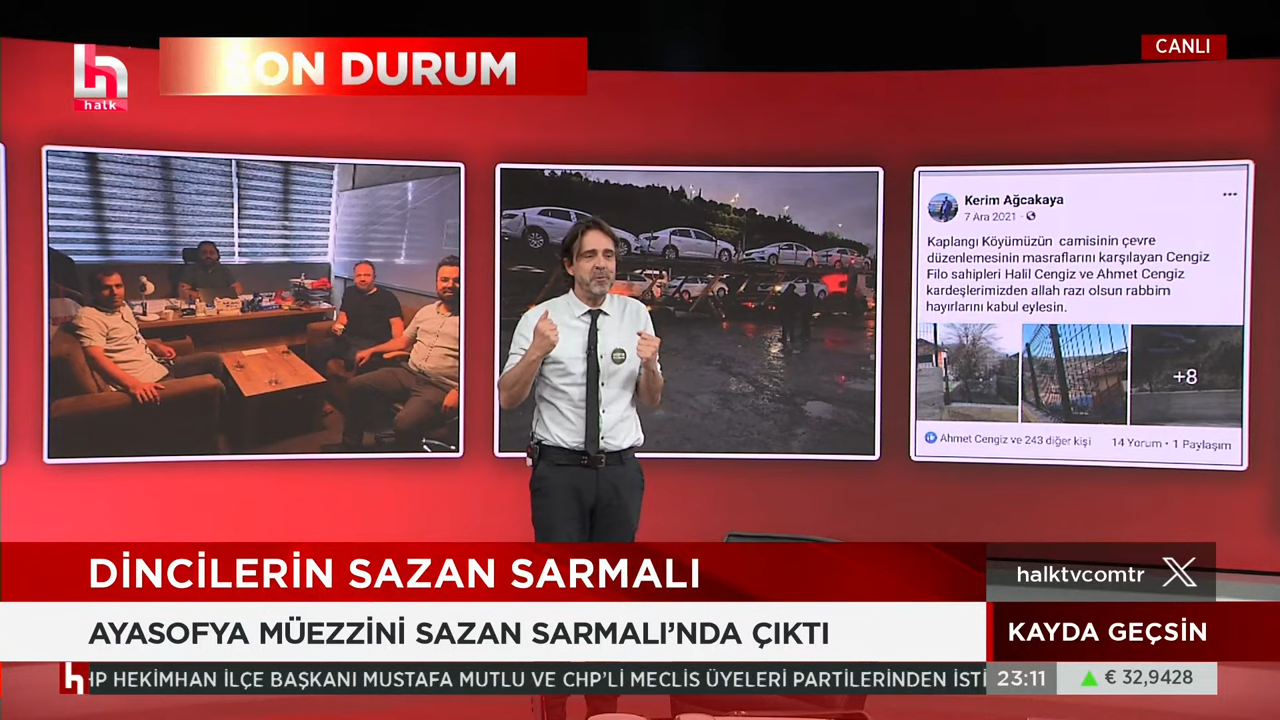 SON DURUM
CANLI
halk
Kerim Ağcakaya
7 Ara 2021
Kaplangı Köyümüzün camisinin çevre
düzenlemesinin masraflarını karşılayan Cengiz
Filo sahipleri Halil Cengiz ve Ahmet Cengiz
kardeşlerimizden allah razı olsun rabbim
hayırlarını kabul eylesin.
+8
Ahmet Cengiz ve 243 diğer kişi 14 Yorum • 1 Paylaşım
DİNCİLERİN SAZAN SARMALI
halktvcomtr X
AYASOFYA MÜEZZİNİ SAZAN SARMALI'NDA ÇIKTI
KAYDA GEÇSİN
HP HEKİMHAN İLÇE BAŞKANI MUSTAFA MUTLU VE CHP'Lİ MECLİS ÜYELERİ PARTİLERİNDEN İSTİ
23:11
€ 32,9428